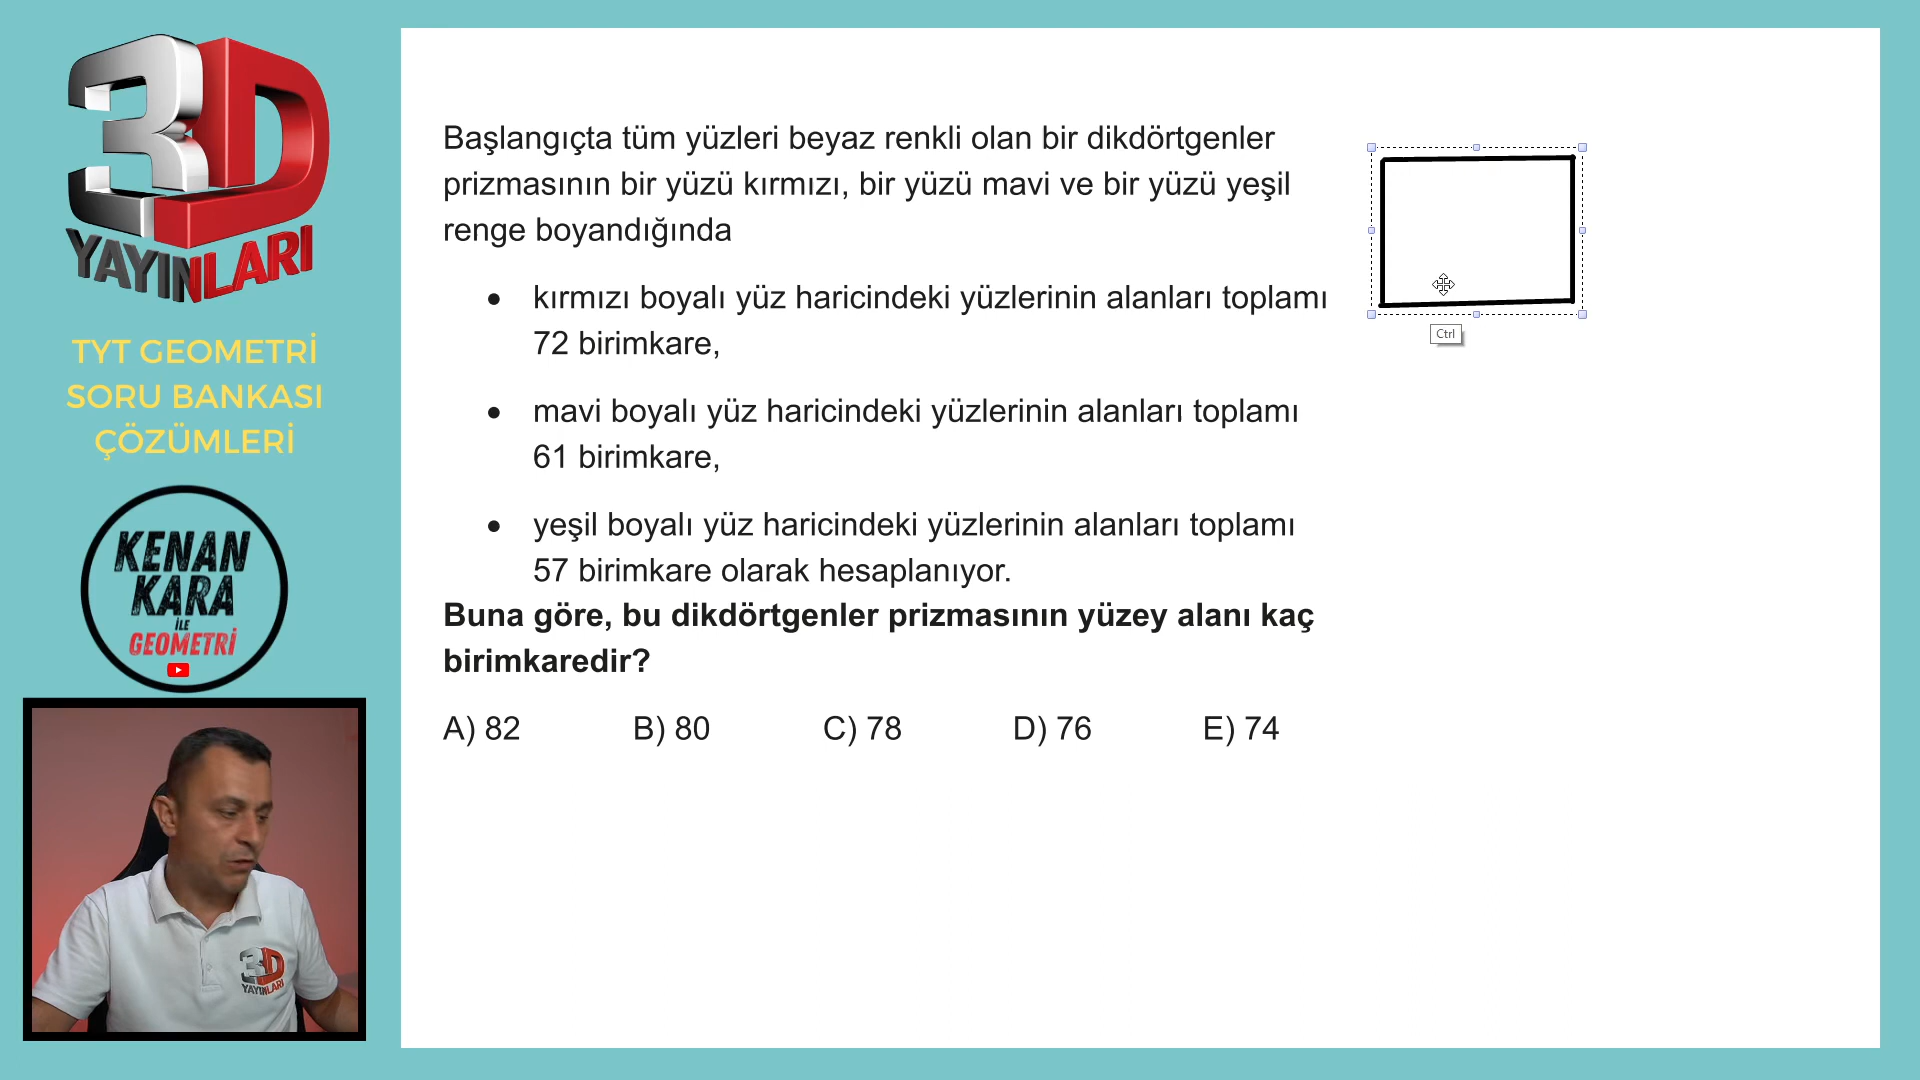 3D
YAYINLARI
TYT GEOMETRİ
SORU BANKASI
ÇÖZÜMLERİ
KENAN
KARA
İLE
GEOMETRİ
3D
YAYINLARI
Başlangıçta tüm yüzleri beyaz renkli olan bir dikdörtgenler
prizmasının bir yüzü kırmızı, bir yüzü mavi ve bir yüzü yeşil
renge boyandığında
• kırmızı boyalı yüz haricindeki yüzlerinin alanları toplamı
72 birimkare,
• mavi boyalı yüz haricindeki yüzlerinin alanları toplamı
61 birimkare,
• yeşil boyalı yüz haricindeki yüzlerinin alanları toplamı
57 birimkare olarak hesaplanıyor.
Buna göre, bu dikdörtgenler prizmasının yüzey alanı kaç
birimkaredir?
A) 82 B) 80 C) 78 D) 76 E) 74
Ctrl